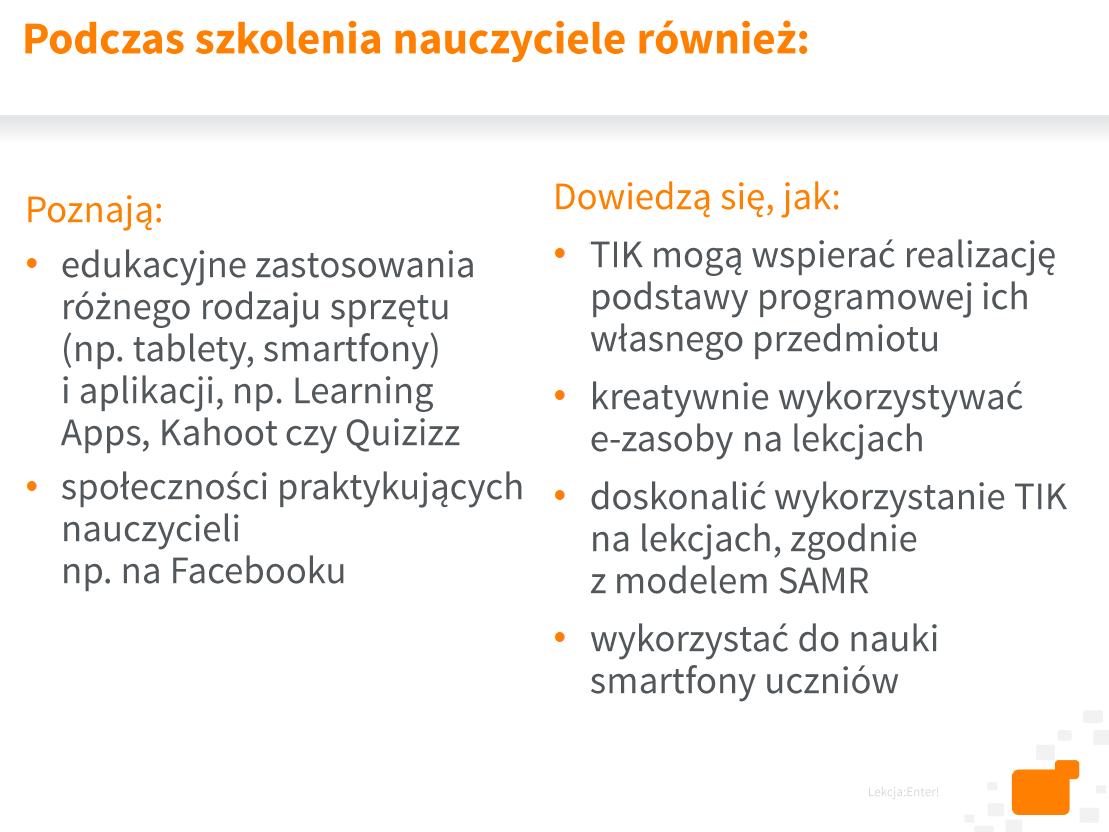 Podczas szkolenia nauczyciele również:
Poznają:
• edukacyjne zastosowania
różnego rodzaju sprzętu
(np. tablety, smartfony)
i aplikacji, np. Learning
Apps, Kahoot czy Quizizz
• społeczności praktykujących
nauczycieli
np. na Facebooku
Dowiedzą się, jak:
• TIK mogą wspierać realizację
podstawy programowej ich
własnego przedmiotu
• kreatywnie wykorzystywać
e-zasoby na lekcjach
• doskonalić wykorzystanie TIK
na lekcjach, zgodnie
z modelem SAMR
• wykorzystać do nauki
smartfony uczniów
Lekcja:Enter!